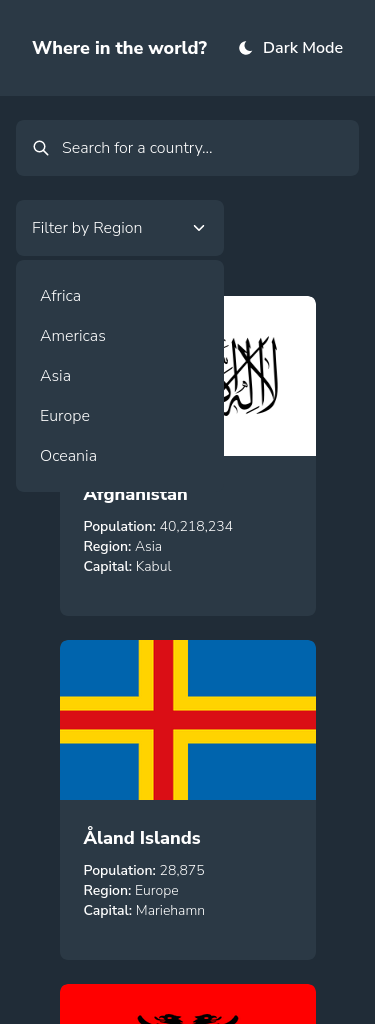 Where in the world?
Dark Mode
Search for a country…
Filter by Region
Africa
Americas
Asia
Europe
Oceania
Afghanistan
Population: 40,218,234
Region: Asia
Capital: Kabul
Åland Islands
Population: 28,875
Region: Europe
Capital: Mariehamn